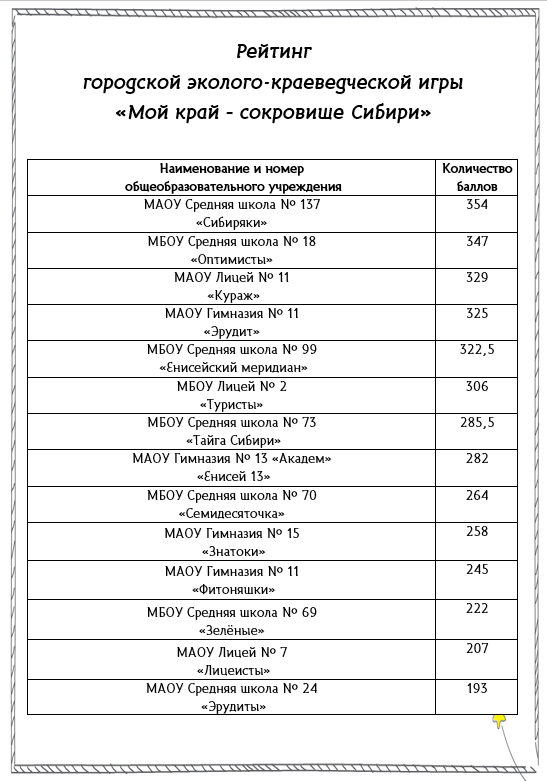 Рейтинг
городской эколого-краеведческой игры
«Мой край - сокровище Сибири»
Наименование и номер
общеобразовательного учреждения
Количество
баллов
МАОУ Средняя школа № 137
«Сибиряки»
354
МБОУ Средняя школа № 18
«Оптимисты»
347
МАОУ Лицей № 11
«Кураж»
329
МАОУ Гимназия № 11
«Эрудит»
325
МБОУ Средняя школа № 99
«Енисейский меридиан»
322,5
МБОУ Лицей № 2
«Туристы»
306
МБОУ Средняя школа № 73
«Тайга Сибири»
285,5
МАОУ Гимназия № 13 «Академ»
«Енисей 13»
282
МБОУ Средняя школа № 70
«Семидесяточка»
264
МАОУ Гимназия № 15
«Знатоки»
258
МАОУ Гимназия № 11
«Фитоняшки»
245
МБОУ Средняя школа № 69
«Зелёные»
222
МАОУ Лицей № 7
«Лицеисты»
207
МАОУ Средняя школа № 24
«Эрудиты»
193